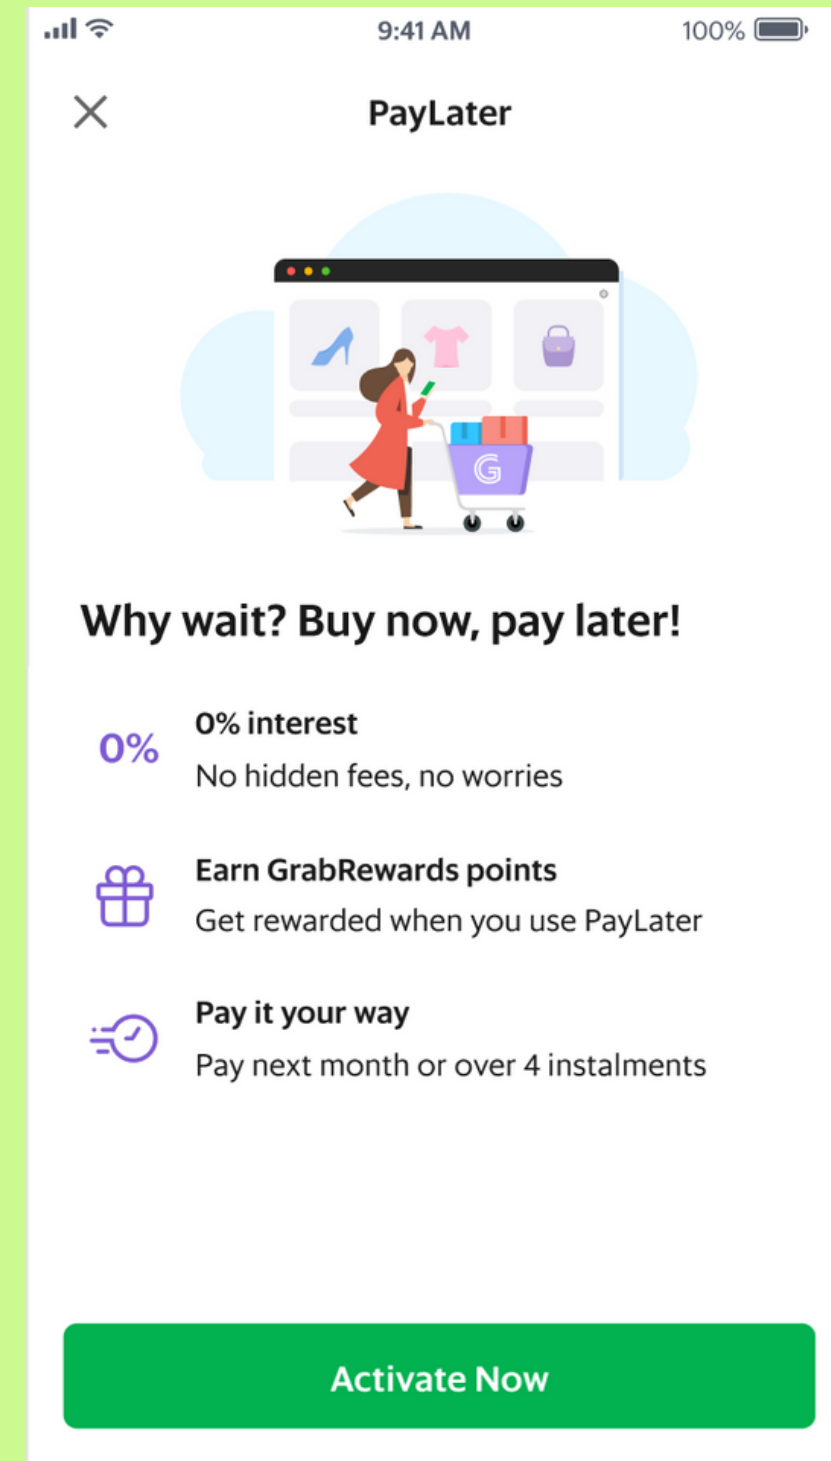 9:41 AM
100%
PayLater
G
Why wait? Buy now, pay later!
0%
0% interest
No hidden fees, no worries
Earn GrabRewards points
Get rewarded when you use PayLater
Pay it your way
Pay next month or over 4 instalments
Activate Now